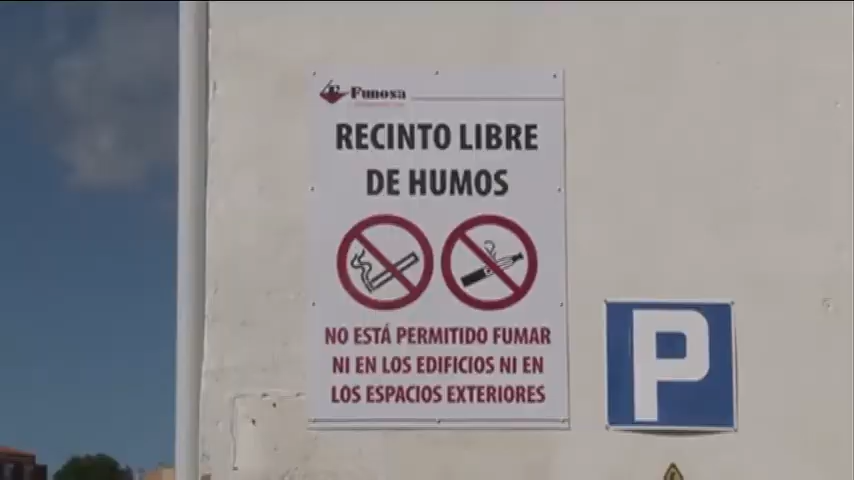 Funosa
RECINTO LIBRE
DE HUMOS
NO ESTÁ PERMITIDO FUMAR
NI EN LOS EDIFICIOS NI EN
LOS ESPACIOS EXTERIORES
P